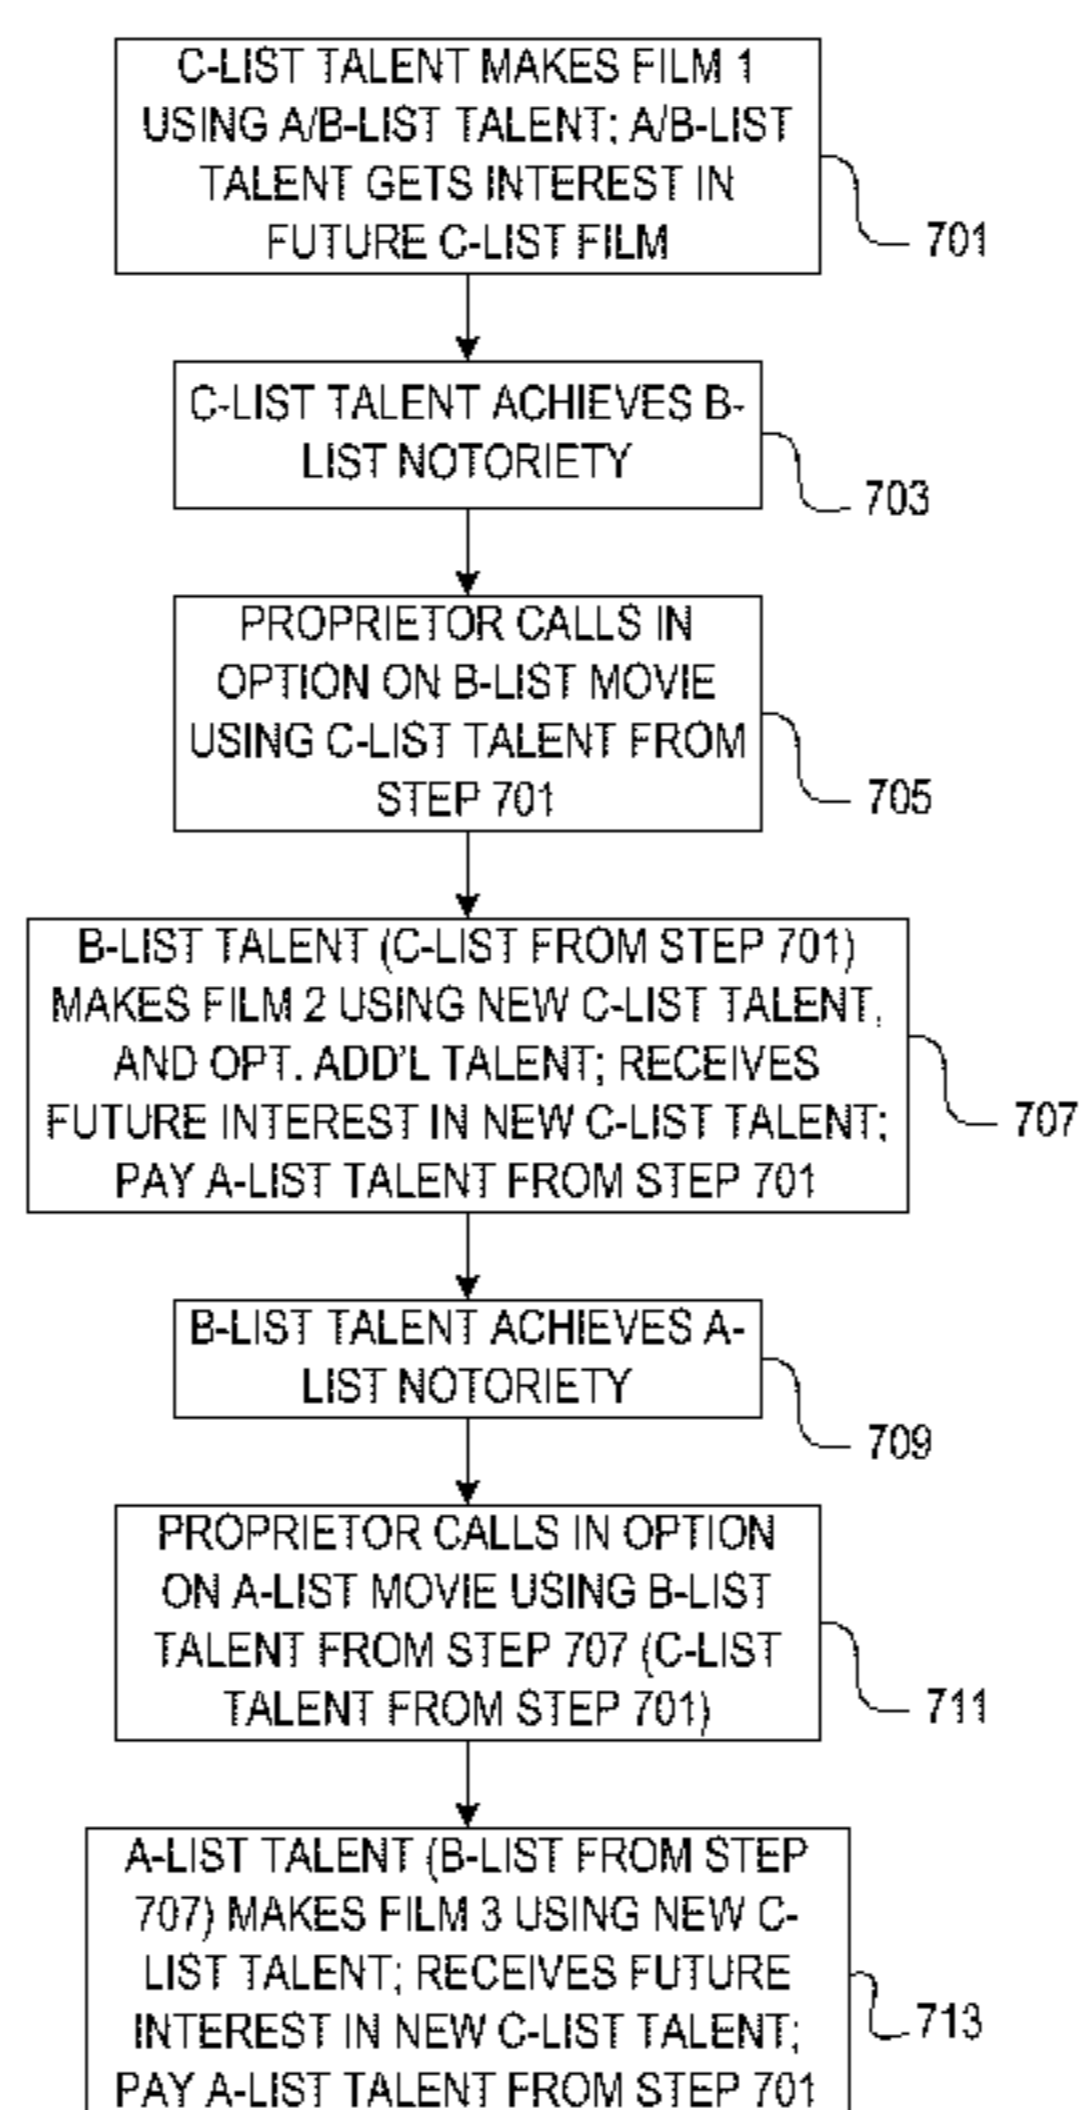 C-LIST TALENT MAKES FILM 1
USING A/B-LIST TALENT; A/B-LIST
TALENT GETS INTEREST IN
FUTURE C-LIST FILM
701
C-LIST TALENT ACHIEVES B-
LIST NOTORIETY
703
PROPRIETOR CALLS IN
OPTION ON B-LIST MOVIE
USING C-LIST TALENT FROM
STEP 701
705
B-LIST TALENT (C-LIST FROM STEP 701)
MAKES FILM 2 USING NEW C-LIST TALENT,
AND OPT. ADD'L TALENT; RECEIVES
FUTURE INTEREST IN NEW C-LIST TALENT;
PAY A-LIST TALENT FROM STEP 701
707
B-LIST TALENT ACHIEVES A-
LIST NOTORIETY
709
PROPRIETOR CALLS IN OPTION
ON A-LIST MOVIE USING B-LIST
TALENT FROM STEP 707 (C-LIST
TALENT FROM STEP 701)
711
A-LIST TALENT (B-LIST FROM STEP
707) MAKES FILM 3 USING NEW C-
LIST TALENT; RECEIVES FUTURE
INTEREST IN NEW C-LIST TALENT;
PAY A-LIST TALENT FROM STEP 701
713